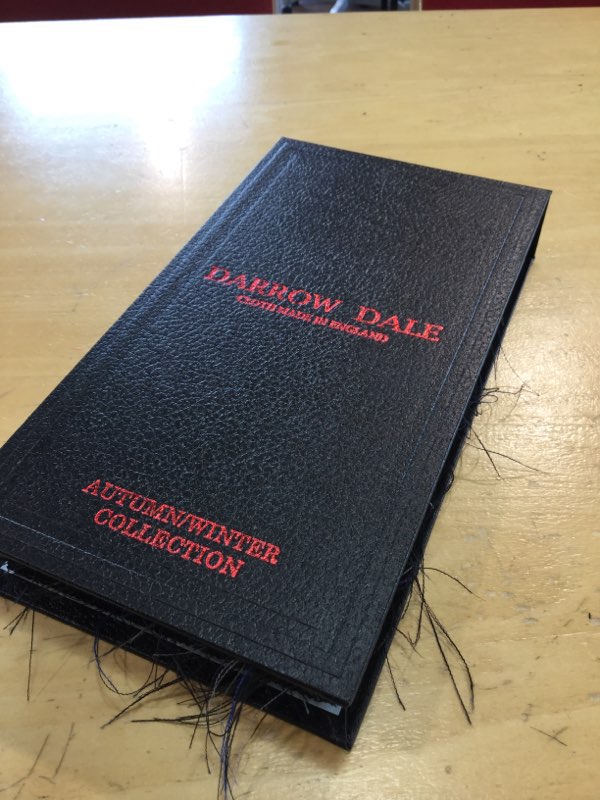 DARROW DALE
CLOTH MADE IN ENGLAND
AUTUMN/WINTER
COLLECTION